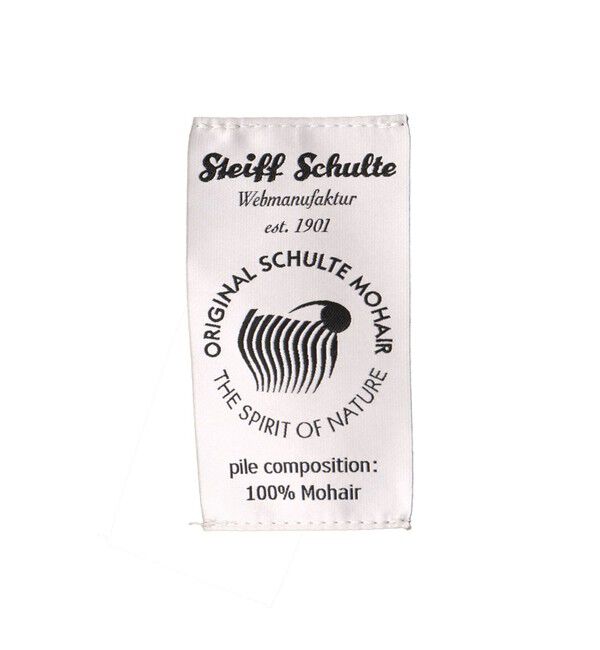 Steiff Schulte
Webmanufaktur
est. 1901
ORIGINAL SCHULTE MOHAIR
THE SPIRIT OF NATURE
pile composition:
100% Mohair